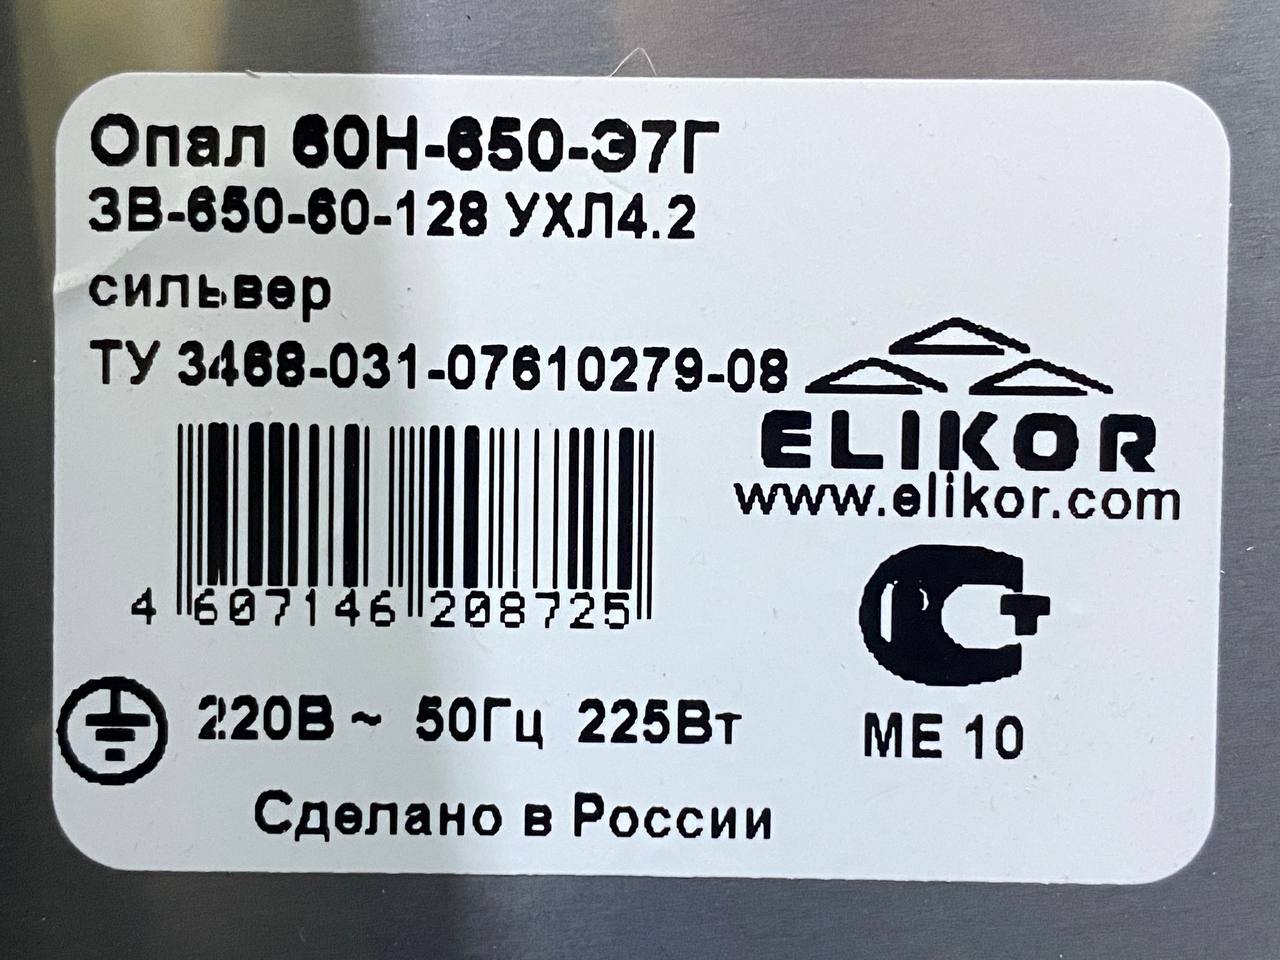 Опал 60Н-650-Э7Г
ЗВ-650-60-128 УХЛ4.2
сильвер
ТУ 3468-031-07610279-08
ELIKOR
www.elikor.com
4 607146 208725
220В ~ 50Гц 225Вт
МЕ 10
Сделано в России